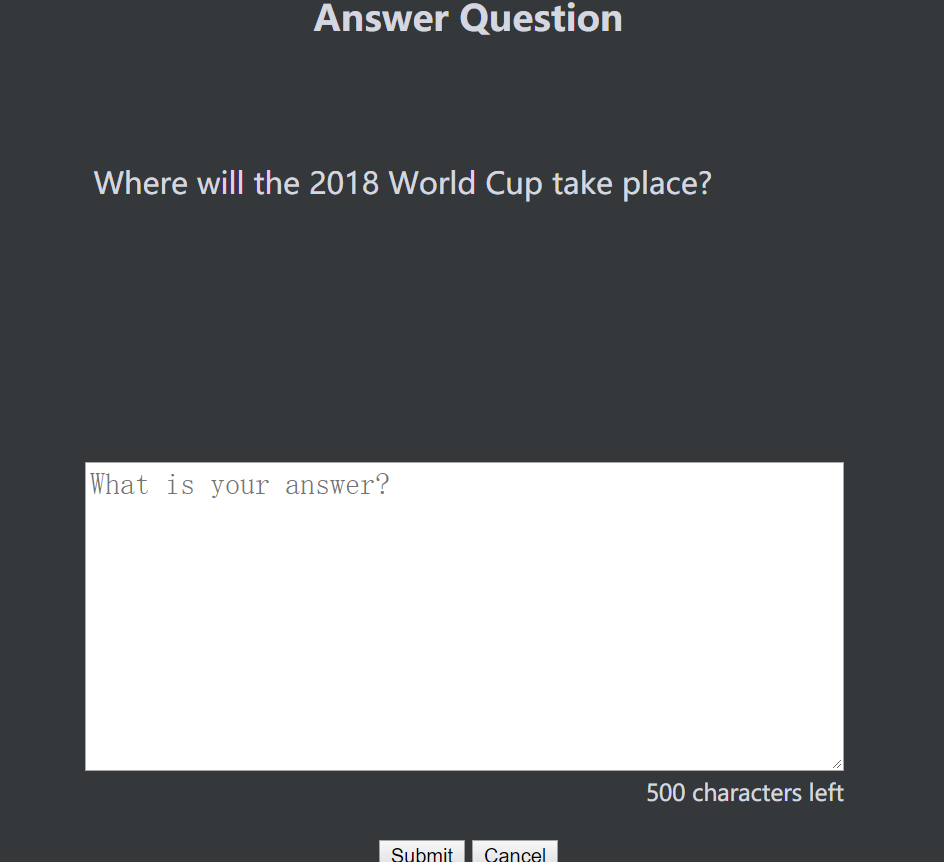 Answer Question
Where will the 2018 World Cup take place?
What is your answer?
500 characters left
Submit Cancel